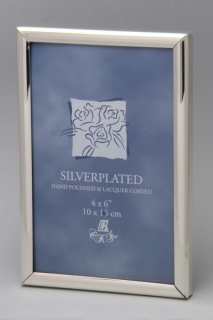 SILVERPLATED
HAND POLISHED & LACQUER COATED
4 x 6"
10 x 15 cm